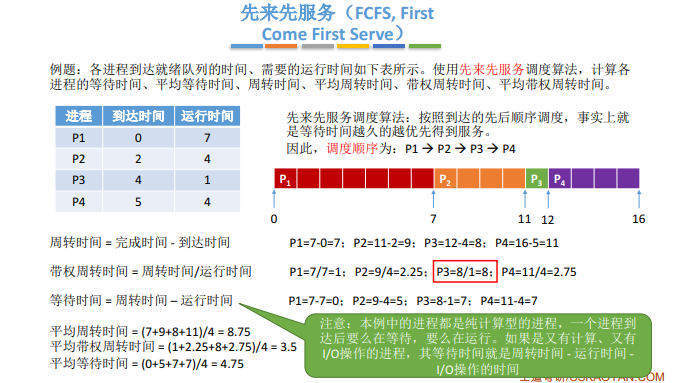 先来先服务（FCFS, First
Come First Serve）
例题：各进程到达就绪队列的时间、需要的运行时间如下表所示。使用先来先服务调度算法，计算各
进程的等待时间、平均等待时间、周转时间、平均周转时间、带权周转时间、平均带权周转时间。
进程 到达时间 运行时间
P1 0 7
P2 2 4
P3 4 1
P4 5 4
先来先服务调度算法：按照到达的先后顺序调度，事实上就
是等待时间越久的越优先得到服务。
因此，调度顺序为：P1 → P2 → P3 → P4
P1 P2 P3 P4
0 7 11 12 16
周转时间 = 完成时间 - 到达时间 P1=7-0=7；P2=11-2=9；P3=12-4=8；P4=16-5=11
带权周转时间 = 周转时间/运行时间 P1=7/7=1；P2=9/4=2.25；P3=8/1=8；P4=11/4=2.75
等待时间 = 周转时间 – 运行时间 P1=7-7=0；P2=9-4=5；P3=8-1=7；P4=11-4=7
平均周转时间 = (7+9+8+11)/4 = 8.75
平均带权周转时间 = (1+2.25+8+2.75)/4 = 3.5
平均等待时间 = (0+5+7+7)/4 = 4.75
注意：本例中的进程都是纯计算型的进程，一个进程到
达后要么在等待，要么在运行。如果是又有计算、又有
I/O操作的进程，其等待时间就是周转时间 - 运行时间 -
I/O操作的时间
王道考研/CSKAOYAN.COM